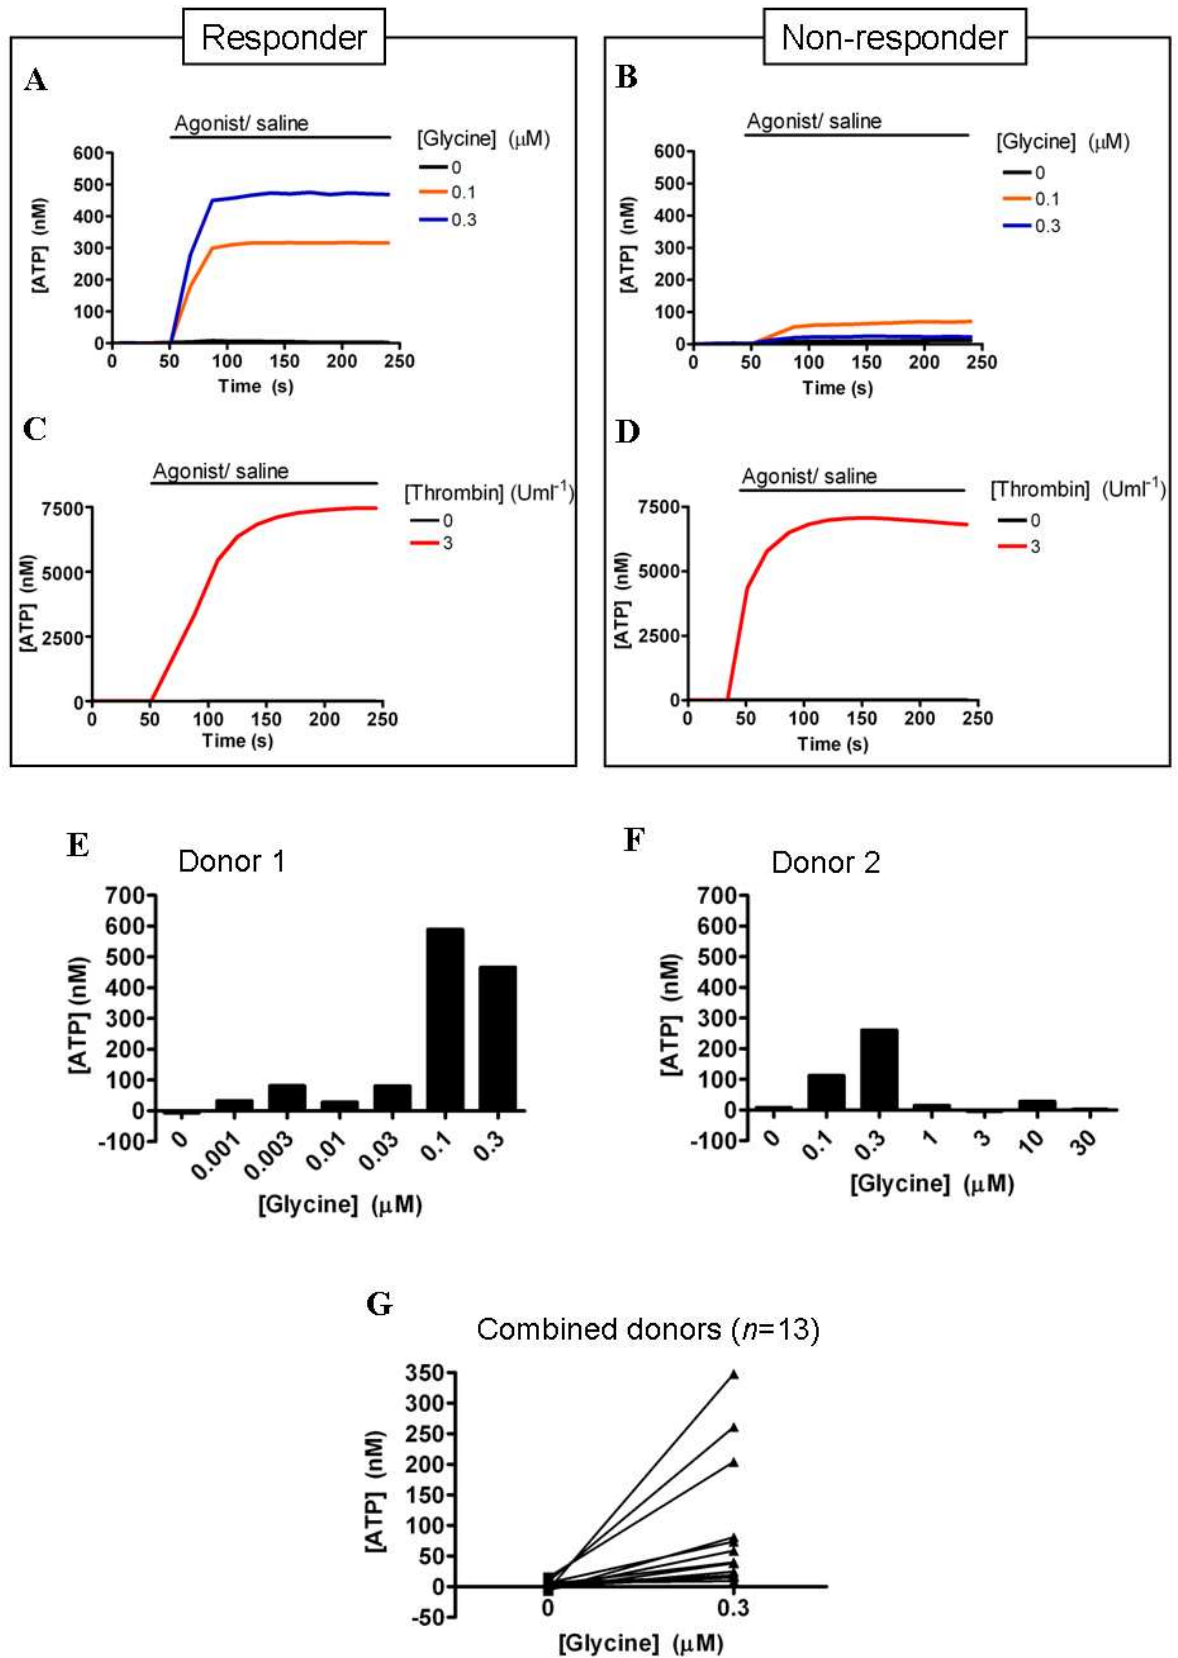 Responder
Non-responder
A
Agonist/ saline
[Glycine] (μM)
0
0.1
0.3
600
500
400
300
200
100
0
[ATP] (nM)
0 50 100 150 200 250
Time (s)
B
Agonist/ saline
[Glycine] (μM)
0
0.1
0.3
600
500
400
300
200
100
0
[ATP] (nM)
0 50 100 150 200 250
Time (s)
C
Agonist/ saline
[Thrombin] (Uml⁻¹)
0
3
7500
5000
2500
0
[ATP] (nM)
0 50 100 150 200 250
Time (s)
D
Agonist/ saline
[Thrombin] (Uml⁻¹)
0
3
7500
5000
2500
0
[ATP] (nM)
0 50 100 150 200 250
Time (s)
E
Donor 1
700
600
500
400
300
200
100
0
-100
[ATP] (nM)
0 0.001 0.003 0.01 0.03 0.1 0.3
[Glycine] (μM)
F
Donor 2
700
600
500
400
300
200
100
0
-100
[ATP] (nM)
0 0.1 0.3 1 3 10 30
[Glycine] (μM)
G
Combined donors (n=13)
350
300
250
200
150
100
50
0
-50
[ATP] (nM)
0 0.3
[Glycine] (μM)